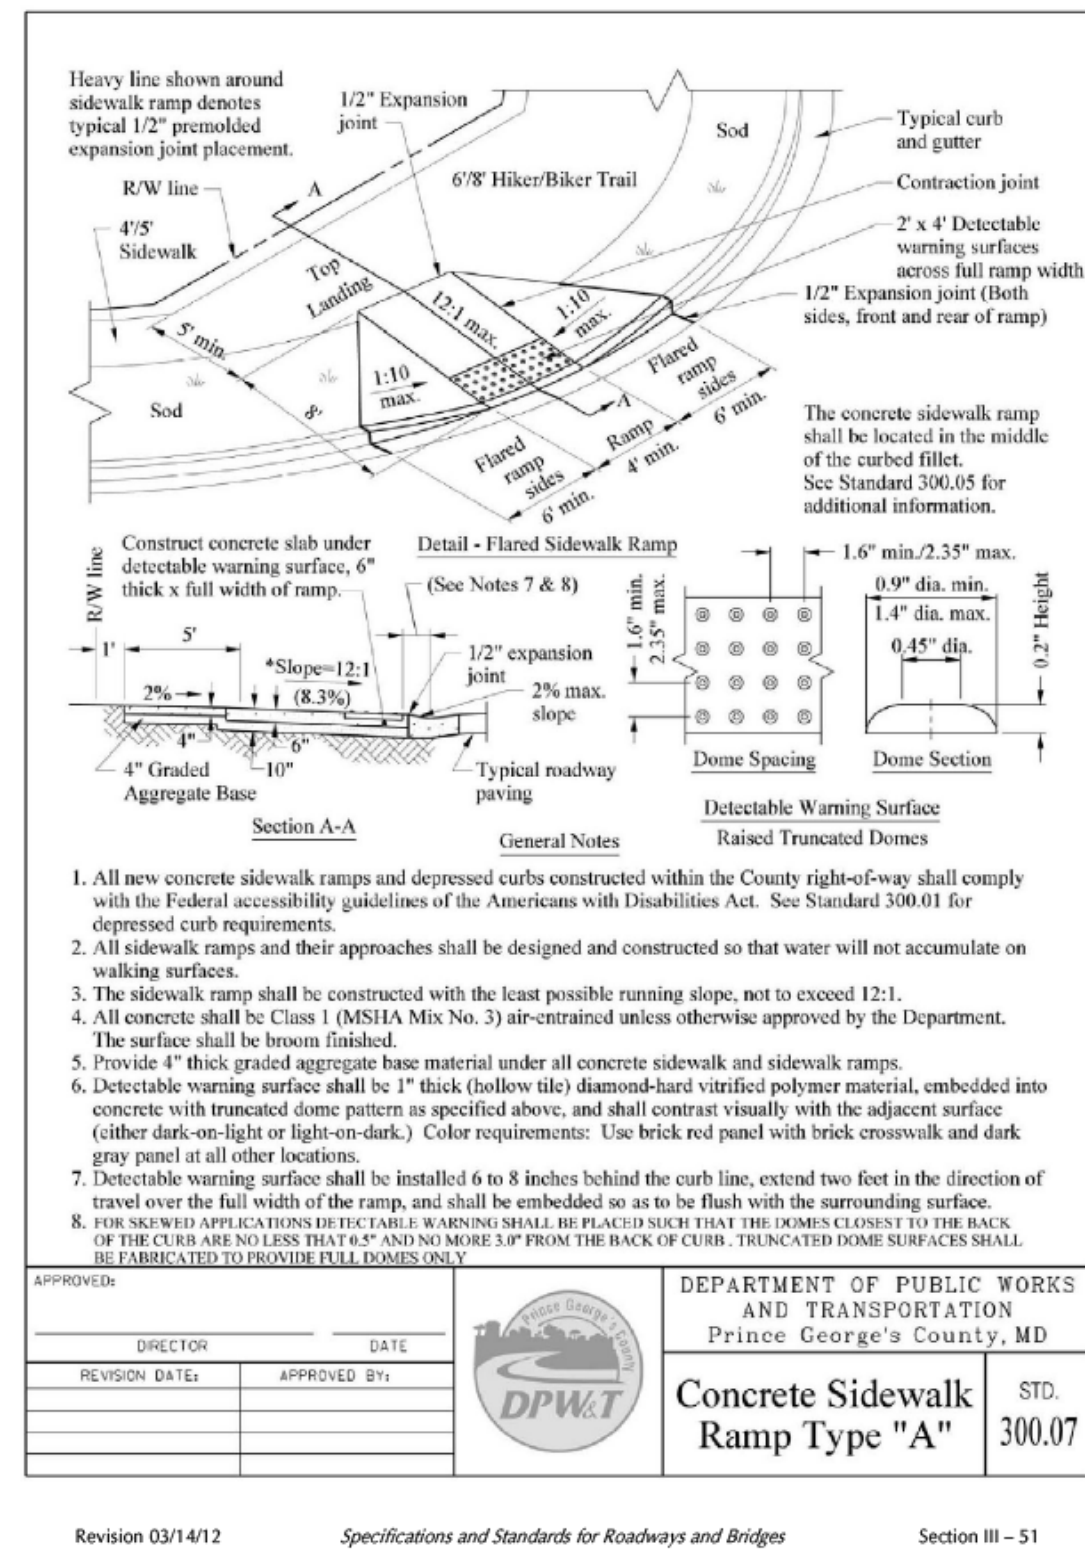 Heavy line shown around
sidewalk ramp denotes
typical 1/2" premolded
expansion joint placement.
1/2" Expansion
joint
R/W line
A
4'/5'
Sidewalk
6'/8' Hiker/Biker Trail
Sod
Typical curb
and gutter
Contraction joint
2' x 4' Detectable
warning surfaces
across full ramp width
1/2" Expansion joint (Both
sides, front and rear of ramp)
Top
Landing
12:1 max.
1:10
max.
5' min.
1:10
max.
8'
Sod
A
Flared
ramp
sides
6' min.
Ramp
4' min.
Flared
ramp
sides
6' min.
The concrete sidewalk ramp
shall be located in the middle
of the curbed fillet.
See Standard 300.05 for
additional information.
Detail - Flared Sidewalk Ramp
Construct concrete slab under
detectable warning surface, 6"
thick x full width of ramp.
(See Notes 7 & 8)
R/W line
1'
5'
*Slope=12:1
(8.3%)
2%
1/2" expansion
joint
2% max.
slope
4"
6"
10"
4" Graded
Aggregate Base
Typical roadway
paving
Section A-A
1.6" min./2.35" max.
1.6" min.
2.35" max.
Dome Spacing
0.9" dia. min.
1.4" dia. max.
0.45" dia.
0.2" Height
Dome Section
Detectable Warning Surface
Raised Truncated Domes
General Notes
1. All new concrete sidewalk ramps and depressed curbs constructed within the County right-of-way shall comply
with the Federal accessibility guidelines of the Americans with Disabilities Act. See Standard 300.01 for
depressed curb requirements.
2. All sidewalk ramps and their approaches shall be designed and constructed so that water will not accumulate on
walking surfaces.
3. The sidewalk ramp shall be constructed with the least possible running slope, not to exceed 12:1.
4. All concrete shall be Class 1 (MSHA Mix No. 3) air-entrained unless otherwise approved by the Department.
The surface shall be broom finished.
5. Provide 4" thick graded aggregate base material under all concrete sidewalk and sidewalk ramps.
6. Detectable warning surface shall be 1" thick (hollow tile) diamond-hard vitrified polymer material, embedded into
concrete with truncated dome pattern as specified above, and shall contrast visually with the adjacent surface
(either dark-on-light or light-on-dark.) Color requirements: Use brick red panel with brick crosswalk and dark
gray panel at all other locations.
7. Detectable warning surface shall be installed 6 to 8 inches behind the curb line, extend two feet in the direction of
travel over the full width of the ramp, and shall be embedded so as to be flush with the surrounding surface.
8. FOR SKEWED APPLICATIONS DETECTABLE WARNING SHALL BE PLACED SUCH THAT THE DOMES CLOSEST TO THE BACK
OF THE CURB ARE NO LESS THAT 0.5" AND NO MORE 3.0" FROM THE BACK OF CURB . TRUNCATED DOME SURFACES SHALL
BE FABRICATED TO PROVIDE FULL DOMES ONLY
APPROVED:
DIRECTOR
DATE
REVISION DATE:
APPROVED BY:
Prince George's County
DPW&T
DEPARTMENT OF PUBLIC WORKS
AND TRANSPORTATION
Prince George's County, MD
Concrete Sidewalk
Ramp Type "A"
STD.
300.07
Revision 03/14/12
Specifications and Standards for Roadways and Bridges
Section III – 51